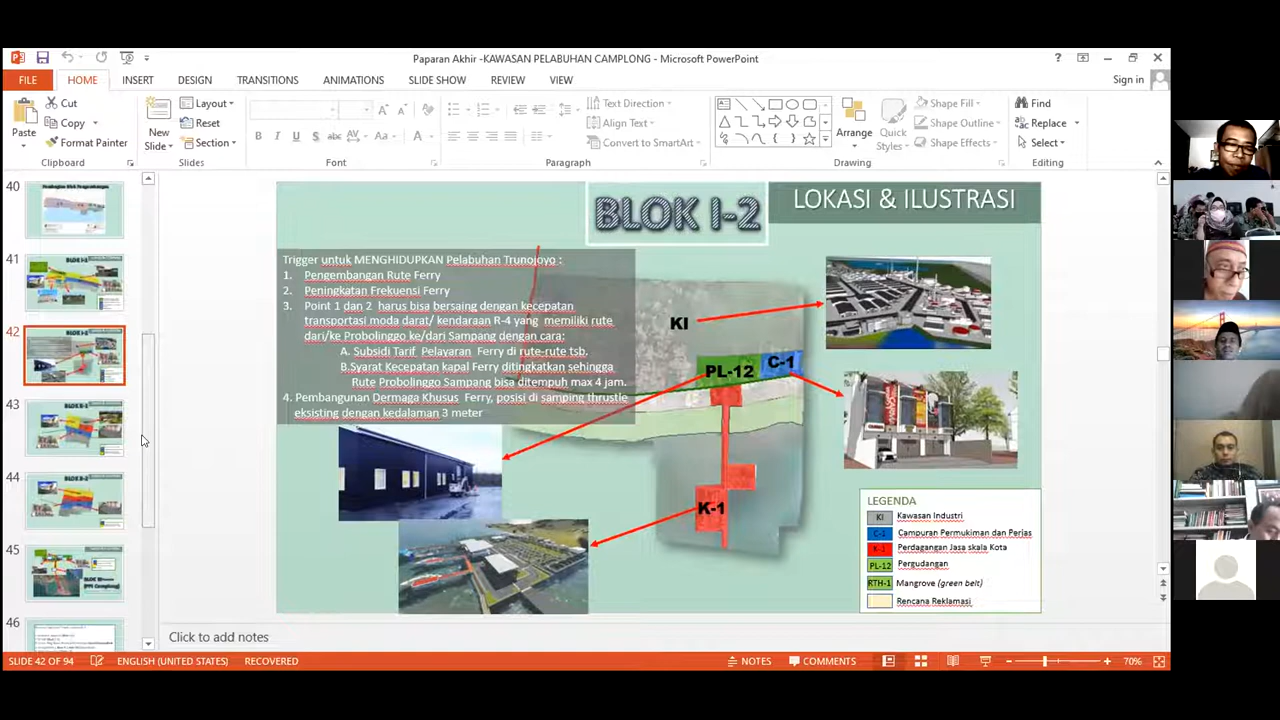 Paparan Akhir -KAWASAN PELABUHAN CAMPLONG - Microsoft PowerPoint
FILE HOME INSERT DESIGN TRANSITIONS ANIMATIONS SLIDE SHOW REVIEW VIEW
Sign in
Paste
Cut
Copy
Format Painter
Clipboard
New Slide
Layout
Reset
Section
Slides
Font
Text Direction
Align Text
Convert to SmartArt
Paragraph
Arrange
Quick Styles
Shape Fill
Shape Outline
Shape Effects
Drawing
Find
Replace
Select
Editing
40
41
42
43
44
45
46
BLOK I-2
LOKASI & ILUSTRASI
Trigger untuk MENGHIDUPKAN Pelabuhan Trunojoyo :
1. Pengembangan Rute Ferry
2. Peningkatan Frekuensi Ferry
3. Point 1 dan 2 harus bisa bersaing dengan kecepatan
transportasi moda darat/ kendaraan R-4 yang memiliki rute
dari/ke Probolinggo ke/dari Sampang dengan cara:
A. Subsidi Tarif Pelayaran Ferry di rute-rute tsb.
B.Syarat Kecepatan kapal Ferry ditingkatkan sehingga
Rute Probolinggo Sampang bisa ditempuh max 4 jam.
4. Pembangunan Dermaga Khusus Ferry, posisi di samping thrustle
eksisting dengan kedalaman 3 meter
KI
PL-12
C-1
K-1
LEGENDA
KI Kawasan Industri
C-1 Campuran Permukiman dan Perjas
K-1 Perdagangan Jasa skala Kota
PL-12 Pergudangan
RTH-1 Mangrove (green belt)
Rencana Reklamasi
Click to add notes
SLIDE 42 OF 94 ENGLISH (UNITED STATES) RECOVERED NOTES COMMENTS 70%